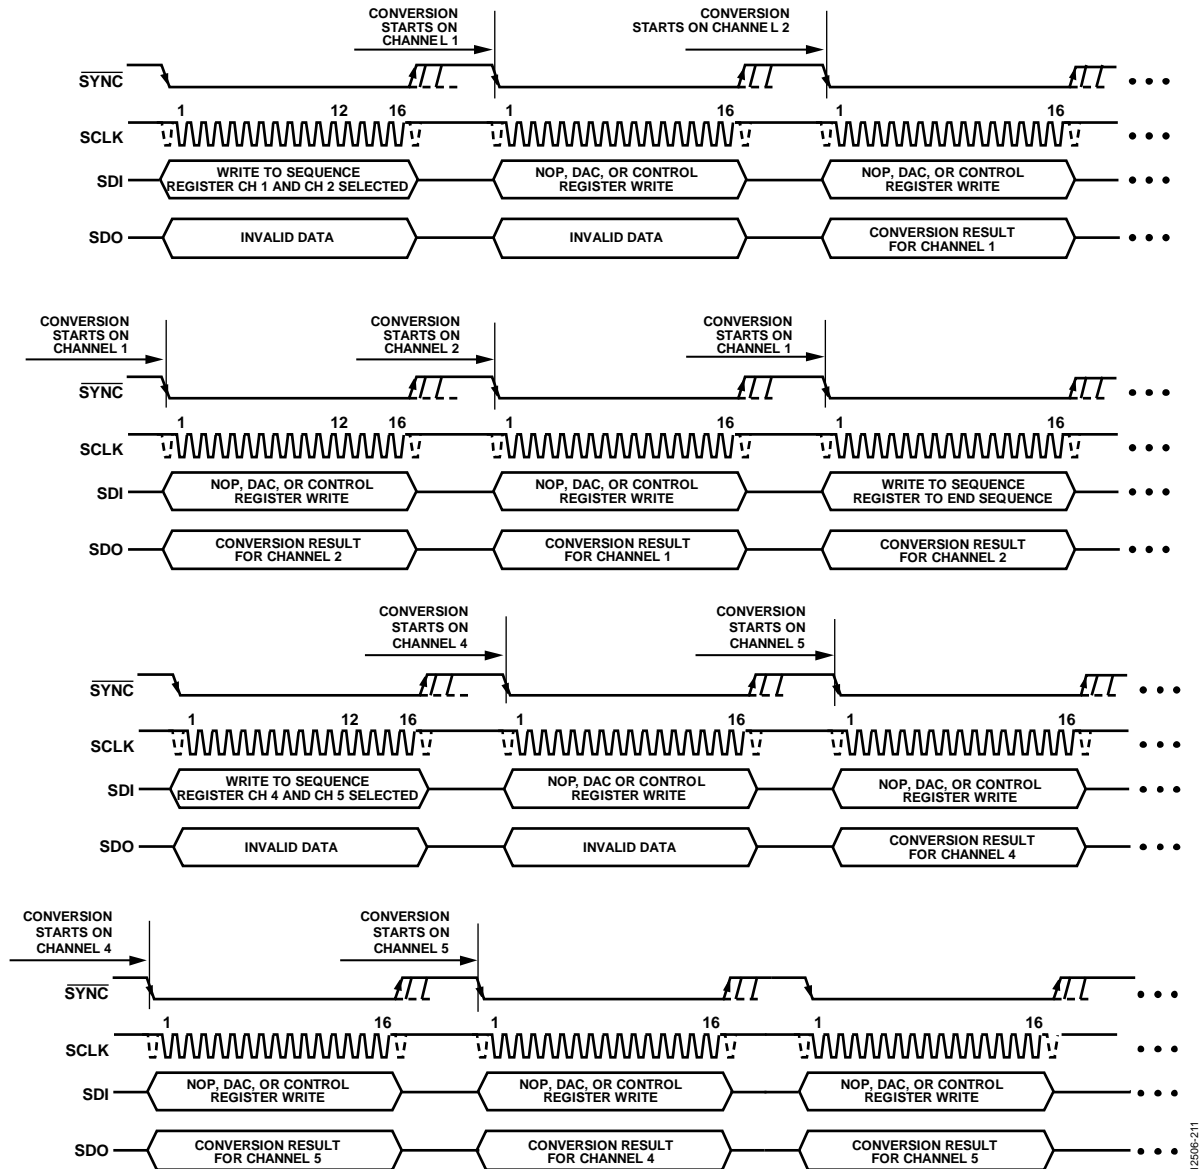 CONVERSION
STARTS ON
CHANNEL 1
CONVERSION
STARTS ON CHANNEL 2
SYNC
1 12 16 1 16 1 16
SCLK
SDI
WRITE TO SEQUENCE
REGISTER CH 1 AND CH 2 SELECTED
NOP, DAC, OR CONTROL
REGISTER WRITE
NOP, DAC, OR CONTROL
REGISTER WRITE
SDO
INVALID DATA
INVALID DATA
CONVERSION RESULT
FOR CHANNEL 1
CONVERSION
STARTS ON
CHANNEL 1
CONVERSION
STARTS ON
CHANNEL 2
CONVERSION
STARTS ON
CHANNEL 1
SYNC
1 12 16 1 16 1 16
SCLK
SDI
NOP, DAC, OR CONTROL
REGISTER WRITE
NOP, DAC, OR CONTROL
REGISTER WRITE
WRITE TO SEQUENCE
REGISTER TO END SEQUENCE
SDO
CONVERSION RESULT
FOR CHANNEL 2
CONVERSION RESULT
FOR CHANNEL 1
CONVERSION RESULT
FOR CHANNEL 2
CONVERSION
STARTS ON
CHANNEL 4
CONVERSION
STARTS ON
CHANNEL 5
SYNC
1 12 16 1 16 1 16
SCLK
SDI
WRITE TO SEQUENCE
REGISTER CH 4 AND CH 5 SELECTED
NOP, DAC OR CONTROL
REGISTER WRITE
NOP, DAC, OR CONTROL
REGISTER WRITE
SDO
INVALID DATA
INVALID DATA
CONVERSION RESULT
FOR CHANNEL 4
CONVERSION
STARTS ON
CHANNEL 4
CONVERSION
STARTS ON
CHANNEL 5
SYNC
1 16 1 16 1 16
SCLK
SDI
NOP, DAC, OR CONTROL
REGISTER WRITE
NOP, DAC, OR CONTROL
REGISTER WRITE
NOP, DAC, OR CONTROL
REGISTER WRITE
SDO
CONVERSION RESULT
FOR CHANNEL 5
CONVERSION RESULT
FOR CHANNEL 4
CONVERSION RESULT
FOR CHANNEL 5